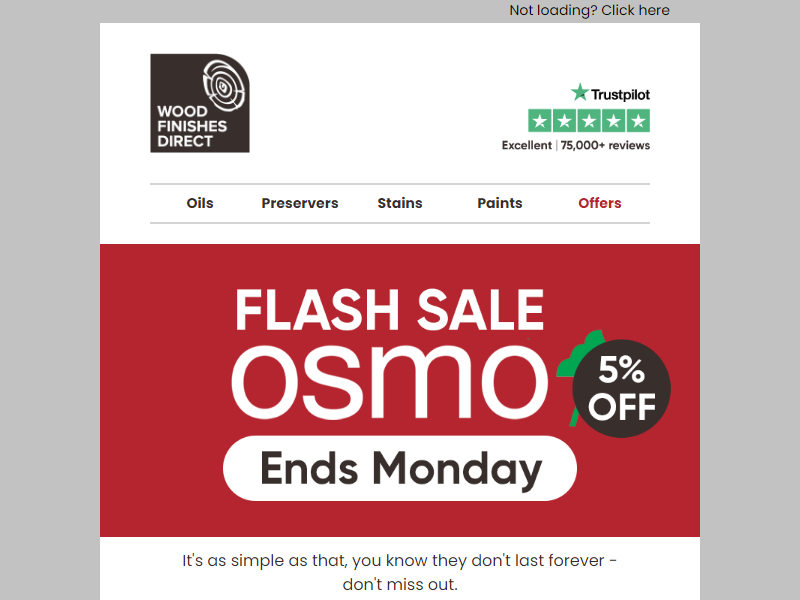 Not loading? Click here
WOOD
FINISHES
DIRECT
Trustpilot
Excellent | 75,000+ reviews
Oils Preservers Stains Paints Offers
FLASH SALE
osmo
5%
OFF
Ends Monday
It's as simple as that, you know they don't last forever -
don't miss out.